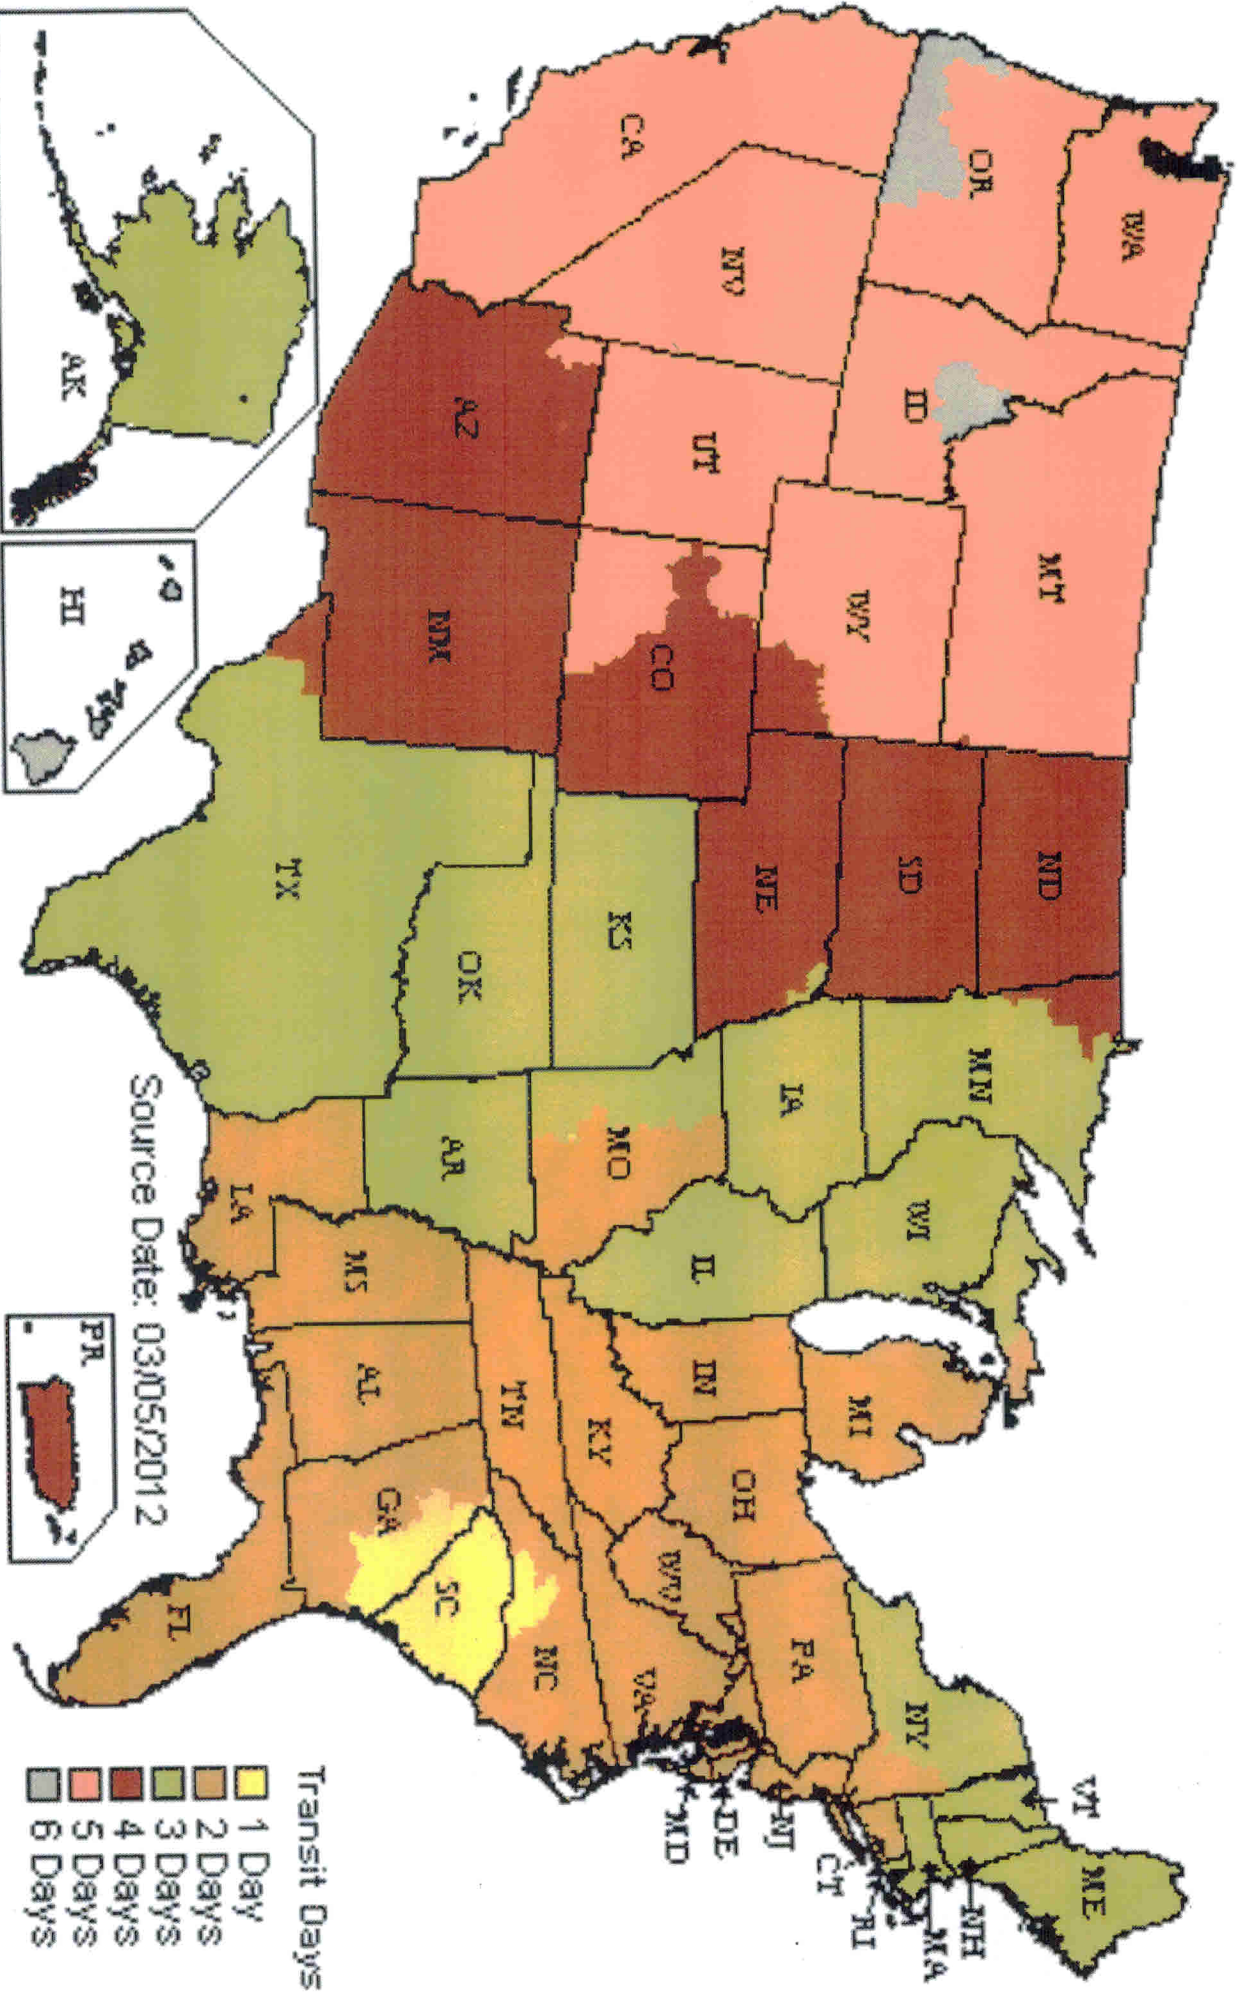 WA
OR
CA
NV
ID
MT
WY
UT
AZ
CO
NM
ND
SD
NE
KS
OK
TX
MN
IA
MO
AR
LA
WI
IL
MS
MI
IN
KY
TN
AL
OH
WV
GA
SC
NC
VA
FL
PA
NY
VT
ME
NH
MA
RI
CT
NJ
DE
MD
AK
HI
PR
Source Date: 03/05/2012
Transit Days
1 Day
2 Days
3 Days
4 Days
5 Days
6 Days